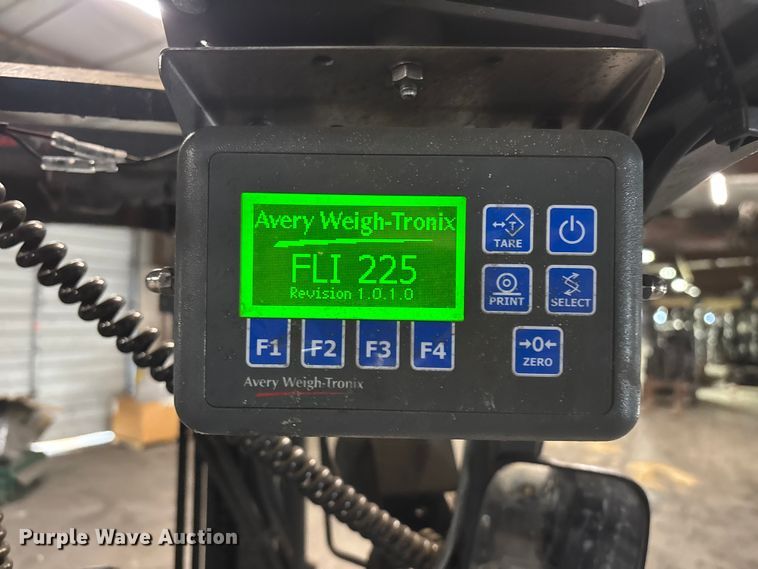 Avery Weigh-Tronix
FLI 225
Revision 1.0.1.0
T
TARE
PRINT
SELECT
→0←
ZERO
F1 F2 F3 F4
Avery Weigh-Tronix
Purple Wave Auction